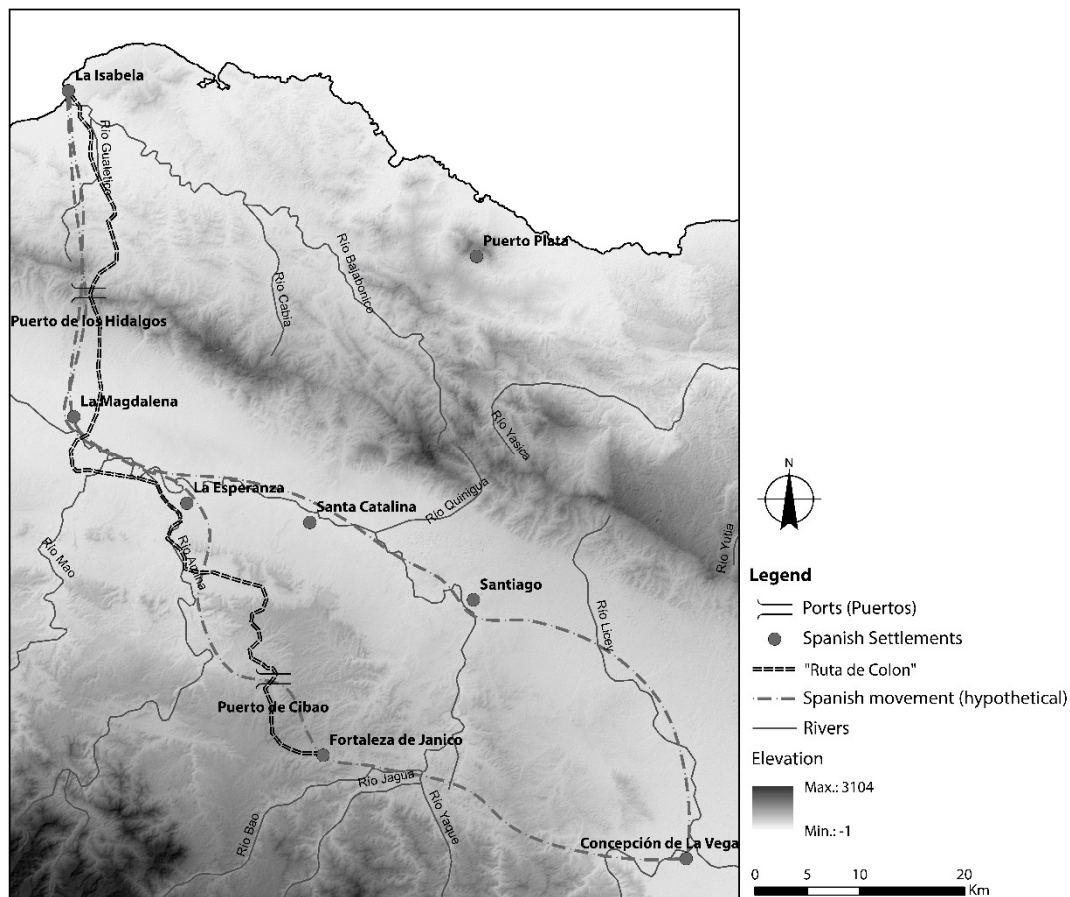 La Isabela
Río Gualetico
Puerto Plata
Río Bajabonico
Río Cabia
Puerto de los Hidalgos
La Magdalena
Río Yasica
La Esperanza
Santa Catalina
Río Quinigua
Río Mao
Río Amina
Río Yutia
Santiago
Río Licey
Puerto de Cibao
Fortaleza de Janico
Río Jagua
Río Bao
Río Yaque
Concepción de La Vega
N
Legend
Ports (Puertos)
Spanish Settlements
"Ruta de Colon"
Spanish movement (hypothetical)
Rivers
Elevation
Max.: 3104
Min.: -1
0 5 10 20
Km